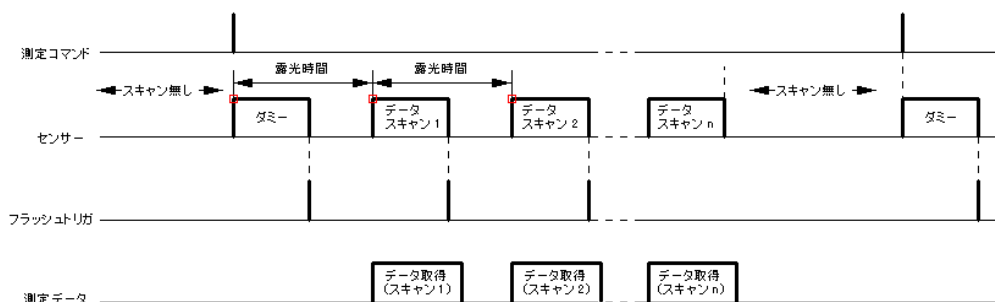 測定コマンド
露光時間
露光時間
スキャン無し
スキャン無し
センサー
ダミー
データ
スキャン1
データ
スキャン2
データ
スキャンn
ダミー
フラッシュトリガ
測定データ
データ取得
(スキャン1)
データ取得
(スキャン2)
データ取得
(スキャンn)